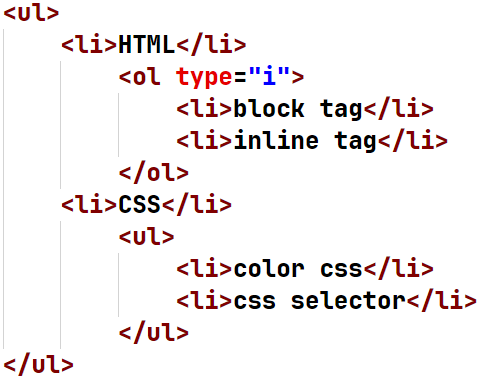 <ul>
    <li>HTML</li>
        <ol type="i">
            <li>block tag</li>
            <li>inline tag</li>
        </ol>
    <li>CSS</li>
        <ul>
            <li>color css</li>
            <li>css selector</li>
        </ul>
</ul>